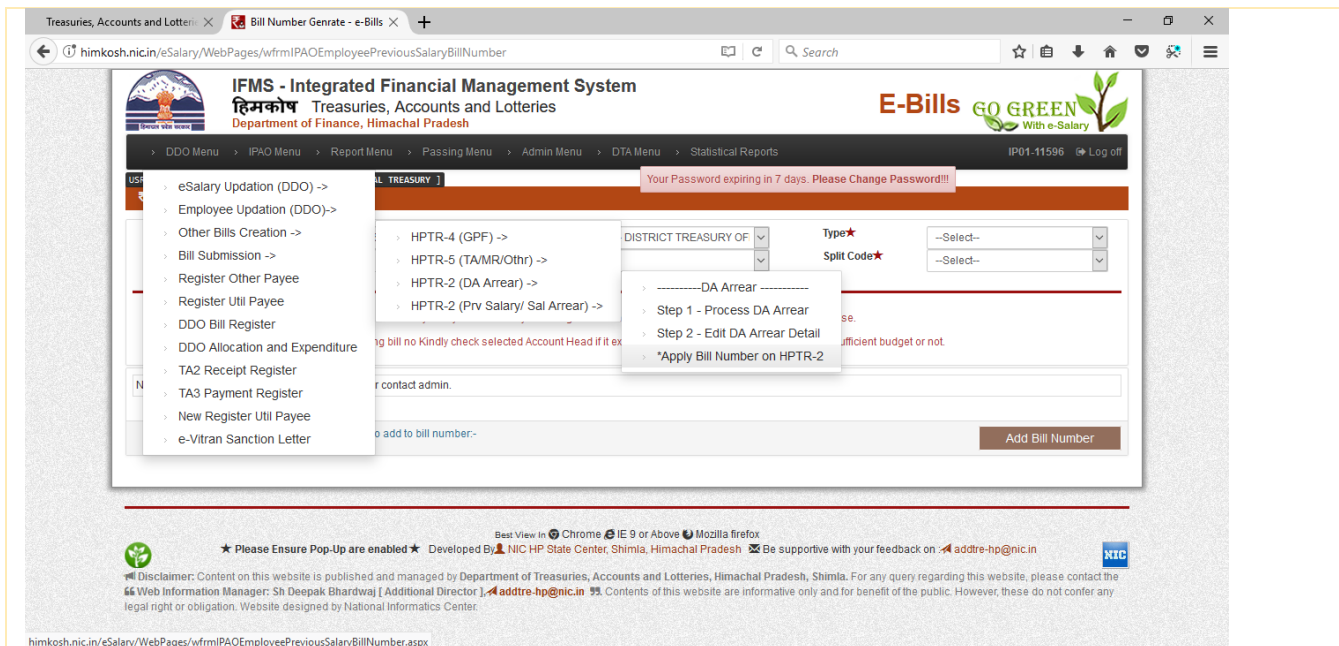 Treasuries, Accounts and Lotterie
Bill Number Genrate - e-Bills
himkosh.nic.in/eSalary/WebPages/wfrmIPAOEmployeePreviousSalaryBillNumber
Search
IFMS - Integrated Financial Management System
हिमकोष Treasuries, Accounts and Lotteries
Department of Finance, Himachal Pradesh
E-Bills
GO GREEN
With e-Salary
DDO Menu
IPAO Menu
Report Menu
Passing Menu
Admin Menu
DTA Menu
Statistical Reports
IP01-11596
Log off
AL TREASURY ]
Your Password expiring in 7 days. Please Change Password!!!
eSalary Updation (DDO) ->
Employee Updation (DDO)->
Other Bills Creation ->
Bill Submission ->
Register Other Payee
Register Util Payee
DDO Bill Register
DDO Allocation and Expenditure
TA2 Receipt Register
TA3 Payment Register
New Register Util Payee
e-Vitran Sanction Letter
HPTR-4 (GPF) ->
HPTR-5 (TA/MR/Othr) ->
HPTR-2 (DA Arrear) ->
HPTR-2 (Prv Salary/ Sal Arrear) ->
DISTRICT TREASURY OF
Type★
--Select--
Split Code★
--Select--
----------DA Arrear -----------
Step 1 - Process DA Arrear
Step 2 - Edit DA Arrear Detail
*Apply Bill Number on HPTR-2
se.
ng bill no Kindly check selected Account Head if it ex
ufficient budget or not.
r contact admin.
o add to bill number:-
Add Bill Number
Best View In Chrome IE 9 or Above Mozilla firefox
★ Please Ensure Pop-Up are enabled ★ Developed By NIC HP State Center, Shimla, Himachal Pradesh Be supportive with your feedback on : addtre-hp@nic.in
NIC
Disclaimer: Content on this website is published and managed by Department of Treasuries, Accounts and Lotteries, Himachal Pradesh, Shimla. For any query regarding this website, please contact the
Web Information Manager: Sh Deepak Bhardwaj [ Additional Director ], addtre-hp@nic.in . Contents of this website are informative only and for benefit of the public. However, these do not confer any
legal right or obligation. Website designed by National Informatics Center.
himkosh.nic.in/eSalary/WebPages/wfrmIPAOEmployeePreviousSalaryBillNumber.aspx